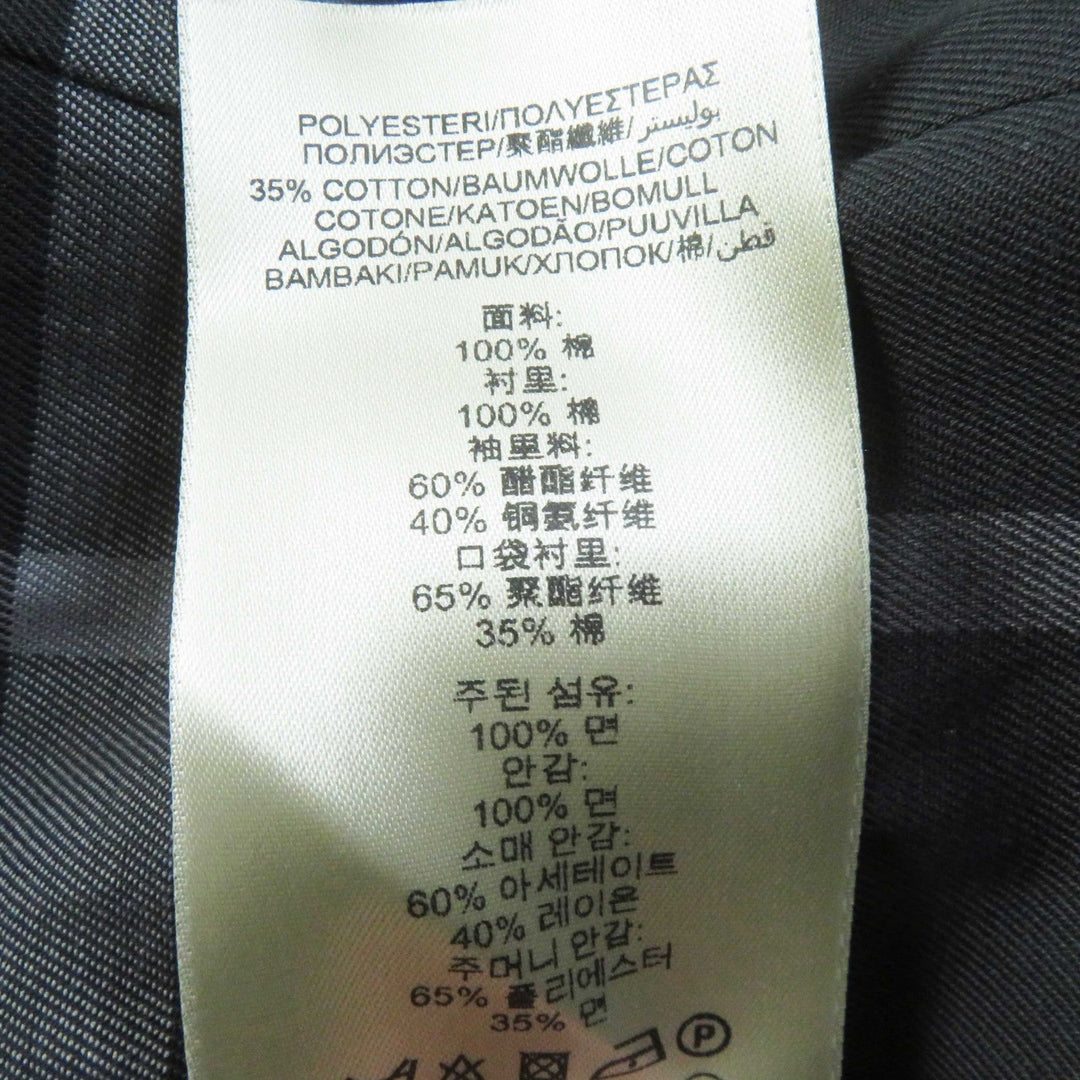 POLYESTERI/ΠΟΛΥΕΣΤΕΡΑΣ
ПОЛИЭСТЕР/聚酯纖維/بوليستر
35% COTTON/BAUMWOLLE/COTON
COTONE/KATOEN/BOMULL
ALGODÓN/ALGODÃO/PUUVILLA
BAMBAKI/PAMUK/ХЛОПОК/棉/قطن
面料:
100% 棉
衬里:
100% 棉
袖里料:
60% 醋酯纤维
40% 铜氨纤维
口袋衬里:
65% 聚酯纤维
35% 棉
주된 섬유:
100% 면
안감:
100% 면
소매 안감:
60% 아세테이트
40% 레이온
주머니 안감:
65% 폴리에스터
35% 면
P